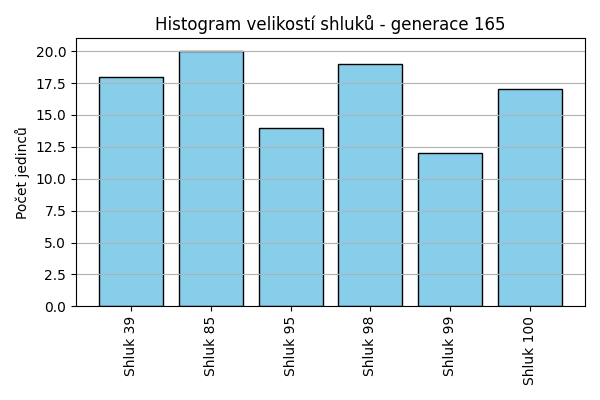 Histogram velikostí shluků - generace 165
Počet jedinců
20.0
17.5
15.0
12.5
10.0
7.5
5.0
2.5
0.0
Shluk 39
Shluk 85
Shluk 95
Shluk 98
Shluk 99
Shluk 100